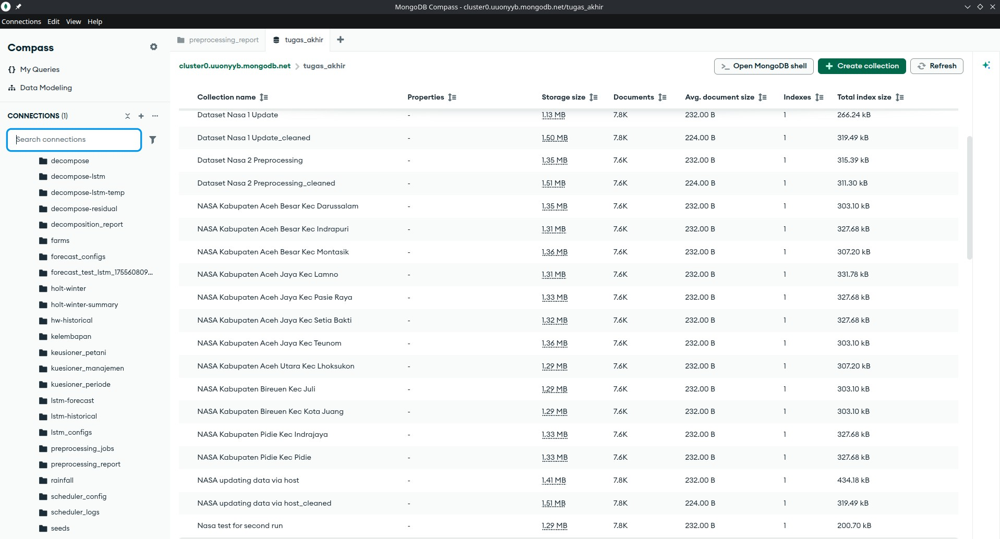 MongoDB Compass - cluster0.uuonyyb.mongodb.net/tugas_akhir
Connections Edit View Help
Compass
My Queries
Data Modeling
CONNECTIONS (1)
Search connections
decompose
decompose-lstm
decompose-lstm-temp
decompose-residual
decomposition_report
farms
forecast_configs
forecast_test_lstm_175560809...
holt-winter
holt-winter-summary
hw-historical
kelembapan
keusioner_petani
kuesioner_manajemen
kuesioner_periode
lstm-forecast
lstm-historical
lstm_configs
preprocessing_jobs
preprocessing_report
rainfall
scheduler_config
scheduler_logs
seeds
preprocessing_report tugas_akhir
cluster0.uuonyyb.mongodb.net tugas_akhir
Open MongoDB shell Create collection Refresh
Collection name Properties Storage size Documents Avg. document size Indexes Total index size
Dataset Nasa 1 Update - 1.13 MB 7.8K 232.00 B 1 266.24 kB
Dataset Nasa 1 Update_cleaned - 1.50 MB 7.8K 224.00 B 1 319.49 kB
Dataset Nasa 2 Preprocessing - 1.35 MB 7.6K 232.00 B 1 315.39 kB
Dataset Nasa 2 Preprocessing_cleaned - 1.51 MB 7.6K 224.00 B 1 311.30 kB
NASA Kabupaten Aceh Besar Kec Darussalam - 1.35 MB 7.6K 232.00 B 1 303.10 kB
NASA Kabupaten Aceh Besar Kec Indrapuri - 1.31 MB 7.6K 232.00 B 1 327.68 kB
NASA Kabupaten Aceh Besar Kec Montasik - 1.36 MB 7.6K 232.00 B 1 307.20 kB
NASA Kabupaten Aceh Jaya Kec Lamno - 1.31 MB 7.6K 232.00 B 1 331.78 kB
NASA Kabupaten Aceh Jaya Kec Pasie Raya - 1.33 MB 7.6K 232.00 B 1 327.68 kB
NASA Kabupaten Aceh Jaya Kec Setia Bakti - 1.32 MB 7.6K 232.00 B 1 327.68 kB
NASA Kabupaten Aceh Jaya Kec Teunom - 1.36 MB 7.6K 232.00 B 1 303.10 kB
NASA Kabupaten Aceh Utara Kec Lhoksukon - 1.29 MB 7.6K 232.00 B 1 307.20 kB
NASA Kabupaten Bireuen Kec Juli - 1.29 MB 7.6K 232.00 B 1 303.10 kB
NASA Kabupaten Bireuen Kec Kota Juang - 1.29 MB 7.6K 232.00 B 1 303.10 kB
NASA Kabupaten Pidie Kec Indrajaya - 1.33 MB 7.6K 232.00 B 1 327.68 kB
NASA Kabupaten Pidie Kec Pidie - 1.33 MB 7.6K 232.00 B 1 327.68 kB
NASA updating data via host - 1.41 MB 7.8K 232.00 B 1 434.18 kB
NASA updating data via host_cleaned - 1.51 MB 7.8K 224.00 B 1 319.49 kB
Nasa test for second run - 1.29 MB 7.8K 232.00 B 1 200.70 kB